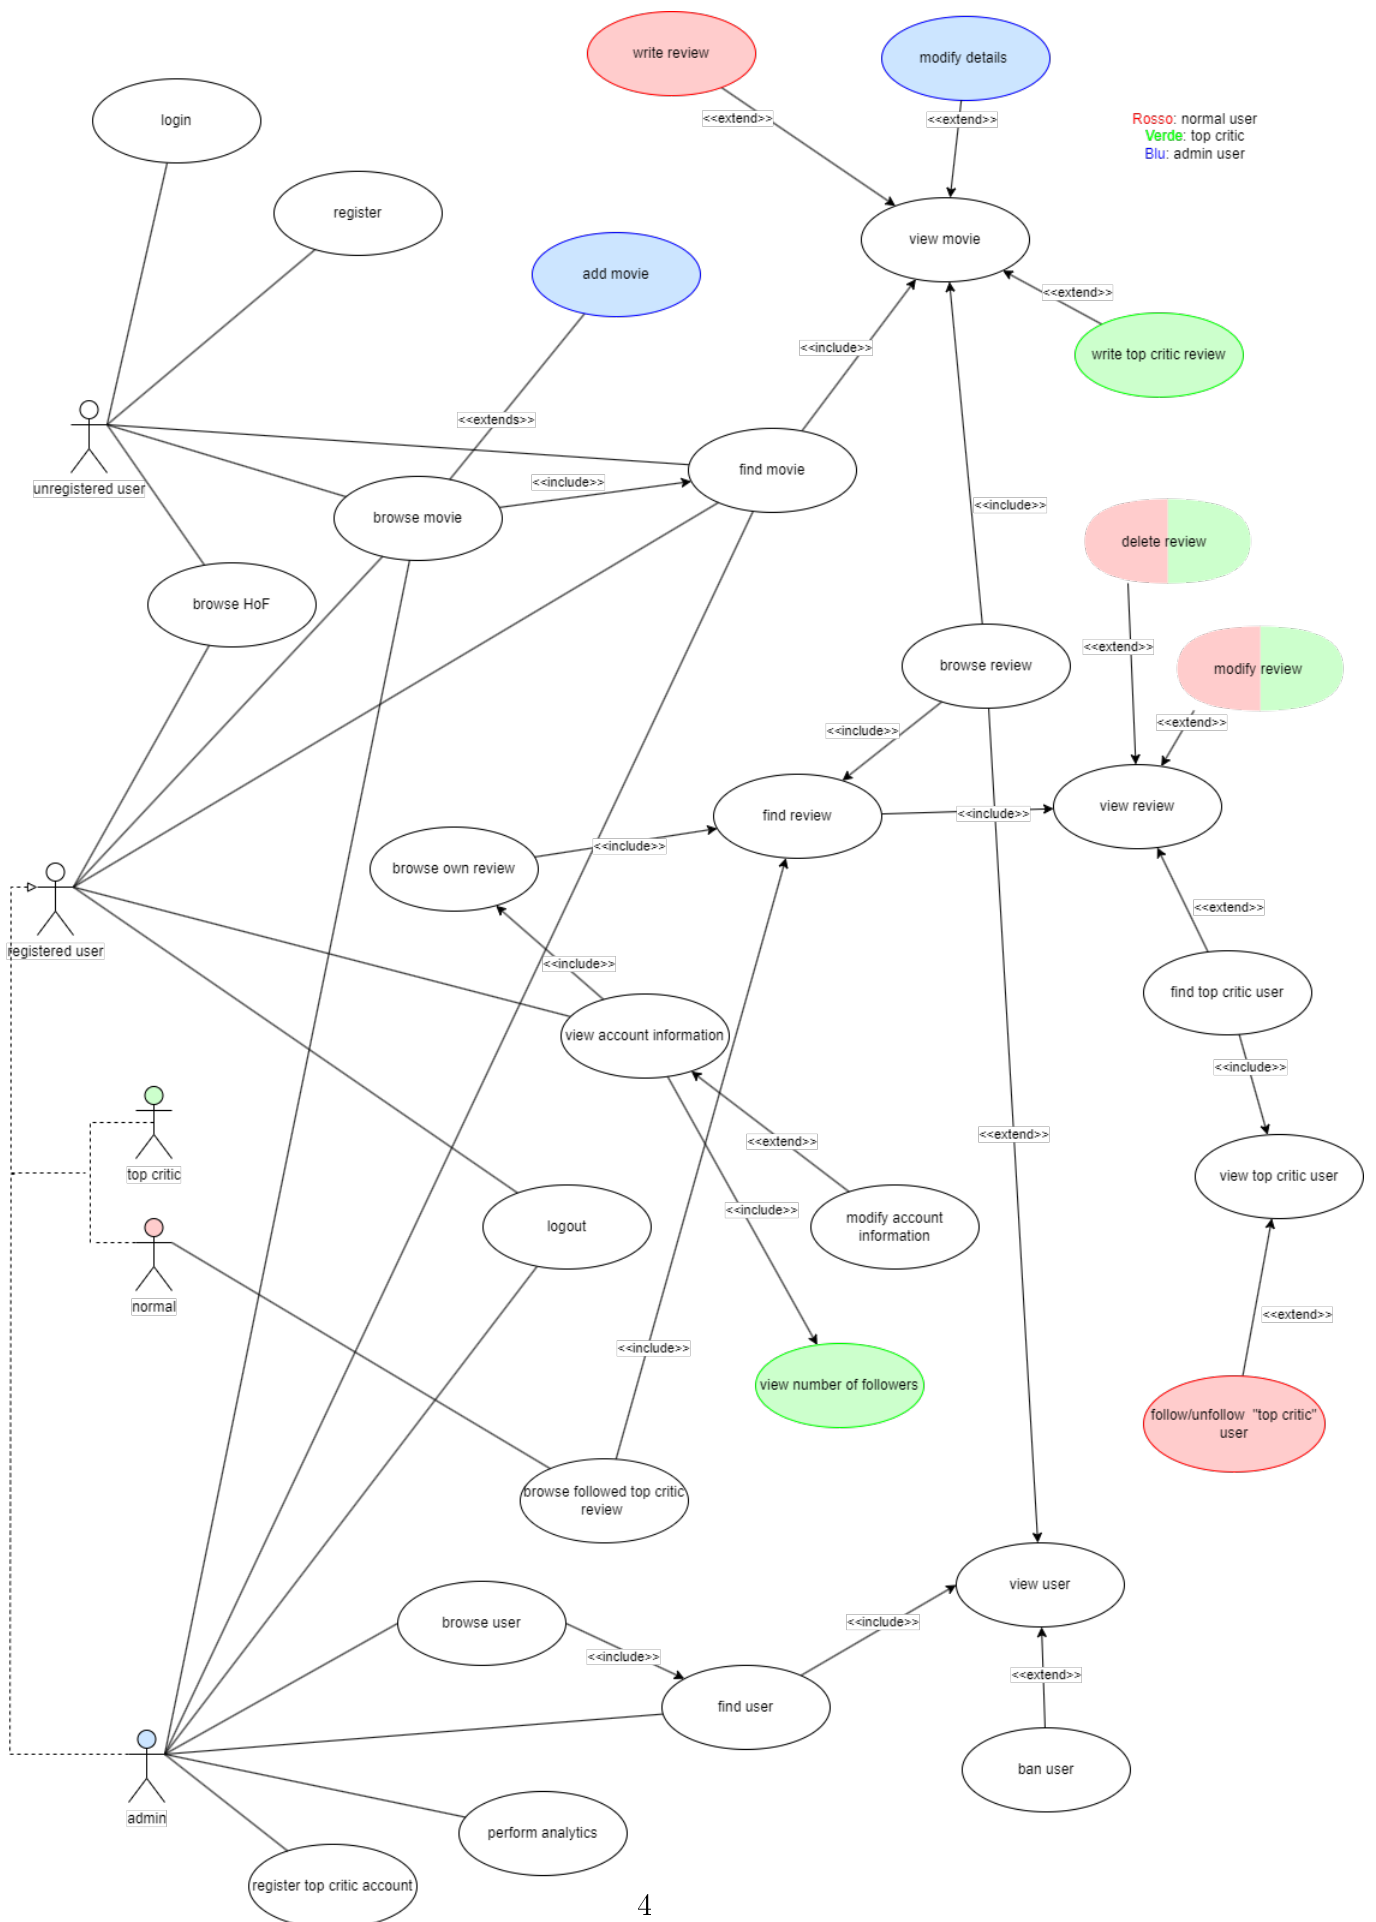 write review
modify details
<<extend>>
<<extend>>
Rosso: normal user
Verde: top critic
Blu: admin user
login
register
view movie
add movie
<<extend>>
<<include>>
write top critic review
<<extends>>
unregistered user
find movie
<<include>>
browse movie
<<include>>
delete review
browse HoF
<<extend>>
browse review
modify review
<<extend>>
<<include>>
find review
<<include>>
view review
<<include>>
browse own review
<<extend>>
registered user
<<include>>
find top critic user
view account information
<<include>>
<<extend>>
<<extend>>
top critic
view top critic user
<<include>>
modify account
information
logout
normal
<<extend>>
<<include>>
view number of followers
follow/unfollow "top critic"
user
browse followed top critic
review
view user
browse user
<<include>>
<<include>>
<<extend>>
find user
ban user
admin
perform analytics
register top critic account
4